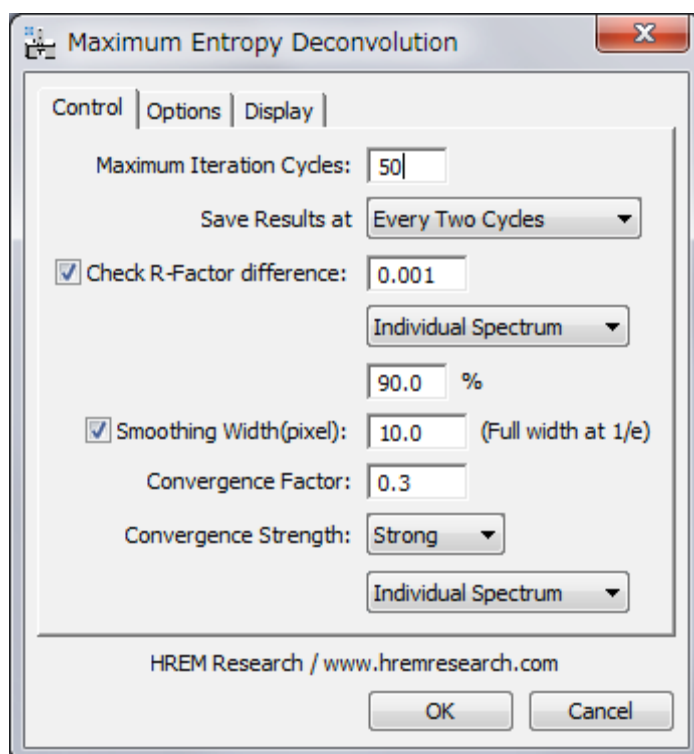 Maximum Entropy Deconvolution
Control Options Display
Maximum Iteration Cycles: 50
Save Results at Every Two Cycles
Check R-Factor difference: 0.001
Individual Spectrum
90.0 %
Smoothing Width(pixel): 10.0 (Full width at 1/e)
Convergence Factor: 0.3
Convergence Strength: Strong
Individual Spectrum
HREM Research / www.hremresearch.com
OK Cancel